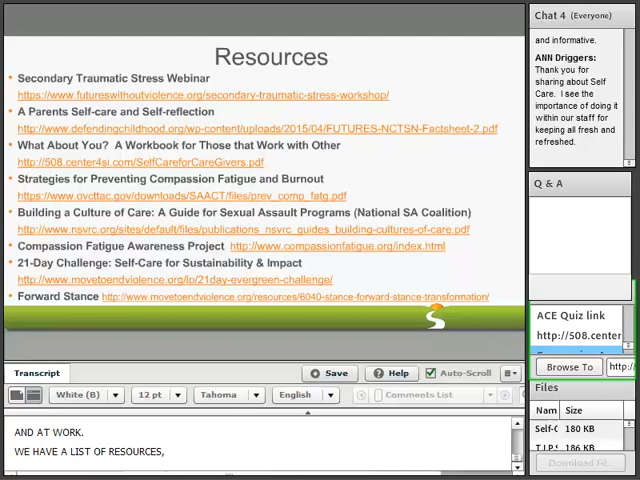 Resources
Secondary Traumatic Stress Webinar
https://www.futureswithoutviolence.org/secondary-traumatic-stress-workshop/
A Parents Self-care and Self-reflection
http://www.defendingchildhood.org/wp-content/uploads/2015/04/FUTURES-NCTSN-Factsheet-2.pdf
What About You? A Workbook for Those that Work with Other
http://508.center4si.com/SelfCareforCareGivers.pdf
Strategies for Preventing Compassion Fatigue and Burnout
https://www.ovcttac.gov/downloads/SAACT/files/prev_comp_fatg.pdf
Building a Culture of Care: A Guide for Sexual Assault Programs (National SA Coalition)
http://www.nsvrc.org/sites/default/files/publications_nsvrc_guides_building-cultures-of-care.pdf
Compassion Fatigue Awareness Project http://www.compassionfatigue.org/index.html
21-Day Challenge: Self-Care for Sustainability & Impact
http://www.movetoendviolence.org/lp/21day-evergreen-challenge/
Forward Stance http://www.movetoendviolence.org/resources/6040-stance-forward-stance-transformation/
Transcript
Save
Help
Auto-Scroll
White (B)
12 pt
Tahoma
English
Comments List
AND AT WORK.
WE HAVE A LIST OF RESOURCES,
Chat 4 (Everyone)
and informative.
ANN Driggers:
Thank you for
sharing about Self
Care. I see the
importance of doing it
within our staff for
keeping all fresh and
refreshed.
Q & A
ACE Quiz link
http://508.center
Browse To
http:/
Files
Nam Size
Self-C 180 KB
T.I.P.S 186 KB
Download Fil...